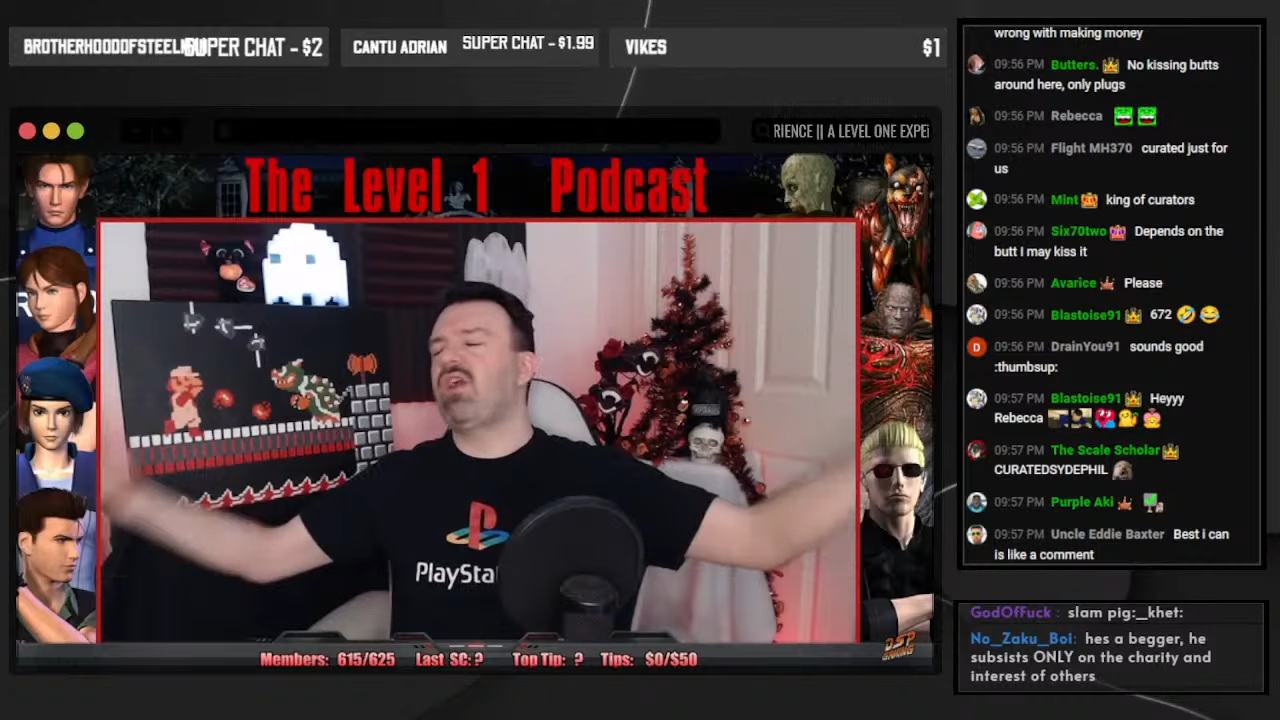 BROTHERHOODOFSTEEL
SUPER CHAT - $2
CANTU ADRIAN
SUPER CHAT - $1.99
VIKES
$1
RIENCE || A LEVEL ONE EXPE
The Level 1 Podcast
PlaySta
Members: 615/625 Last SC: ? Top Tip: ? Tips: $0/$50
DSP
GAMING
wrong with making money
09:56 PM Butters. No kissing butts
around here, only plugs
09:56 PM Rebecca
09:56 PM Flight MH370 curated just for
us
09:56 PM Mint king of curators
09:56 PM Six70two Depends on the
butt I may kiss it
09:56 PM Avarice Please
09:56 PM Blastoise91 672 🤣 😂
09:56 PM DrainYou91 sounds good
:thumbsup:
09:57 PM Blastoise91 Heyyy
Rebecca
09:57 PM The Scale Scholar
CURATEDSYDEPHIL
09:57 PM Purple Aki
09:57 PM Uncle Eddie Baxter Best i can
is like a comment
GodOfFuck : slam pig:_khet:
No_Zaku_Boi: hes a begger, he
subsists ONLY on the charity and
interest of others